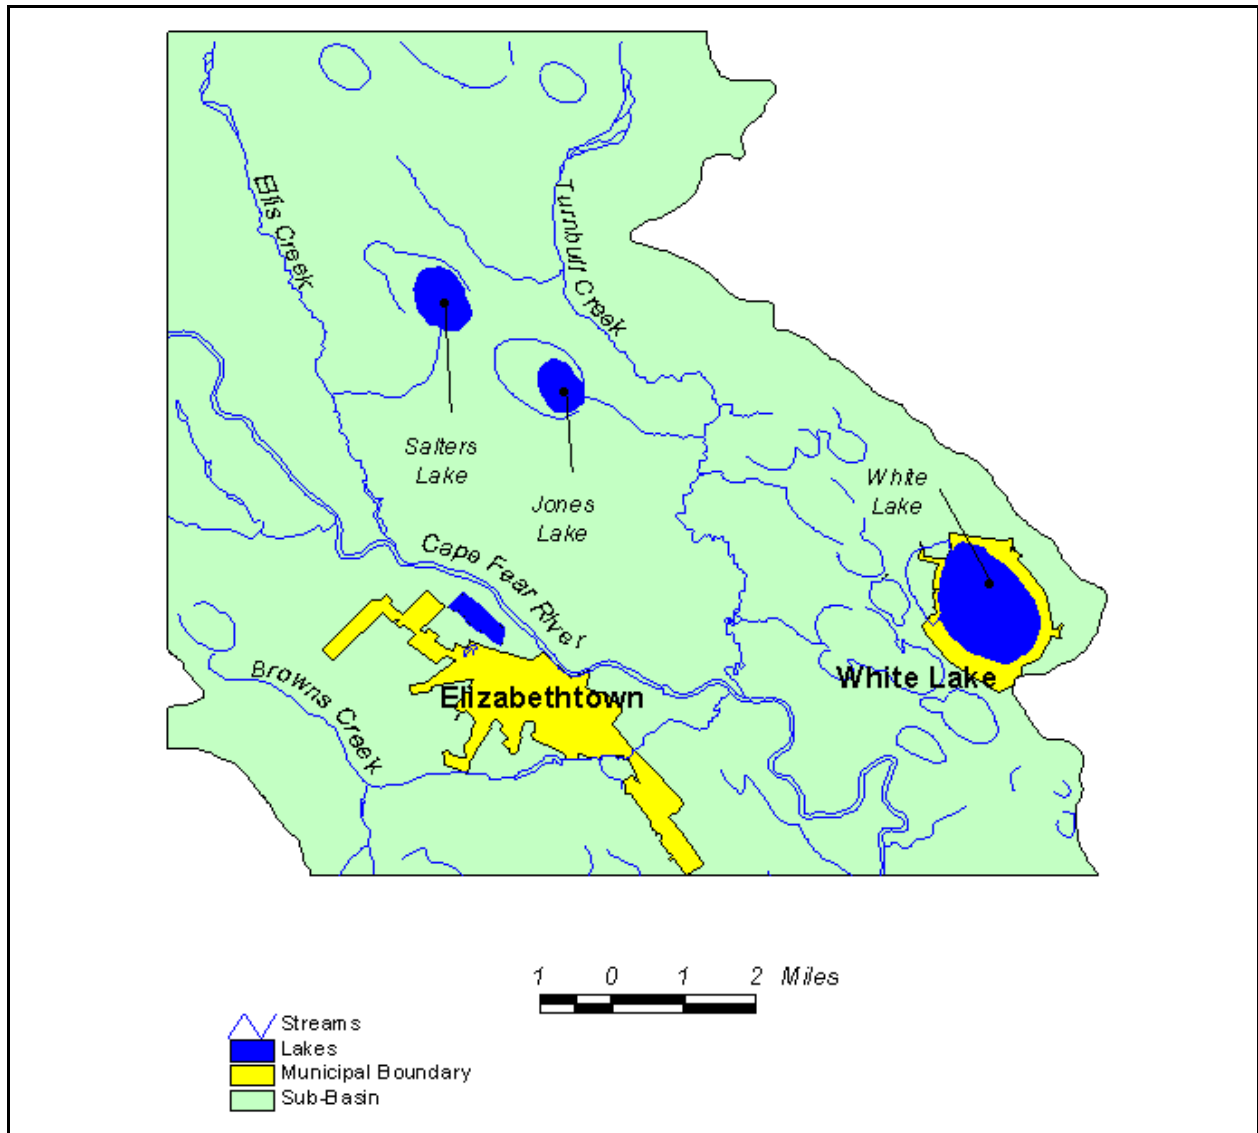 Ellis Creek
Turnbull Creek
Salters
Lake
Jones
Lake
White
Lake
Cape Fear River
Browns Creek
Elizabethtown
White Lake
1 0 1 2 Miles
Streams
Lakes
Municipal Boundary
Sub-Basin